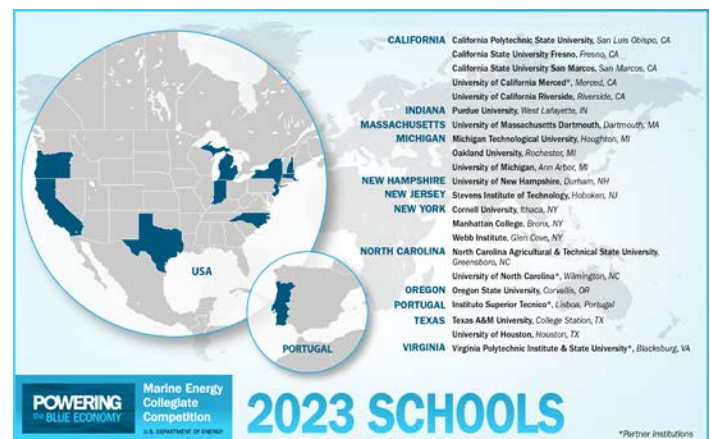 CALIFORNIA California Polytechnic State University, San Luis Obispo, CA
California State University Fresno, Fresno, CA
California State University San Marcos, San Marcos, CA
University of California Merced*, Merced, CA
University of California Riverside, Riverside, CA
INDIANA Purdue University, West Lafayette, IN
MASSACHUSETTS University of Massachusetts Dartmouth, Dartmouth, MA
MICHIGAN Michigan Technological University, Houghton, MI
Oakland University, Rochester, MI
University of Michigan, Ann Arbor, MI
NEW HAMPSHIRE University of New Hampshire, Durham, NH
NEW JERSEY Stevens Institute of Technology, Hoboken, NJ
NEW YORK Cornell University, Ithaca, NY
Manhattan College, Bronx, NY
Webb Institute, Glen Cove, NY
NORTH CAROLINA North Carolina Agricultural & Technical State University,
Greensboro, NC
University of North Carolina*, Wilmington, NC
OREGON Oregon State University, Corvallis, OR
PORTUGAL Instituto Superior Tecnico*, Lisboa, Portugal
TEXAS Texas A&M University, College Station, TX
University of Houston, Houston, TX
VIRGINIA Virginia Polytechnic Institute & State University*, Blacksburg, VA
USA
PORTUGAL
POWERING
the BLUE ECONOMY
Marine Energy
Collegiate
Competition
U.S. DEPARTMENT OF ENERGY
2023 SCHOOLS
*Partner Institutions